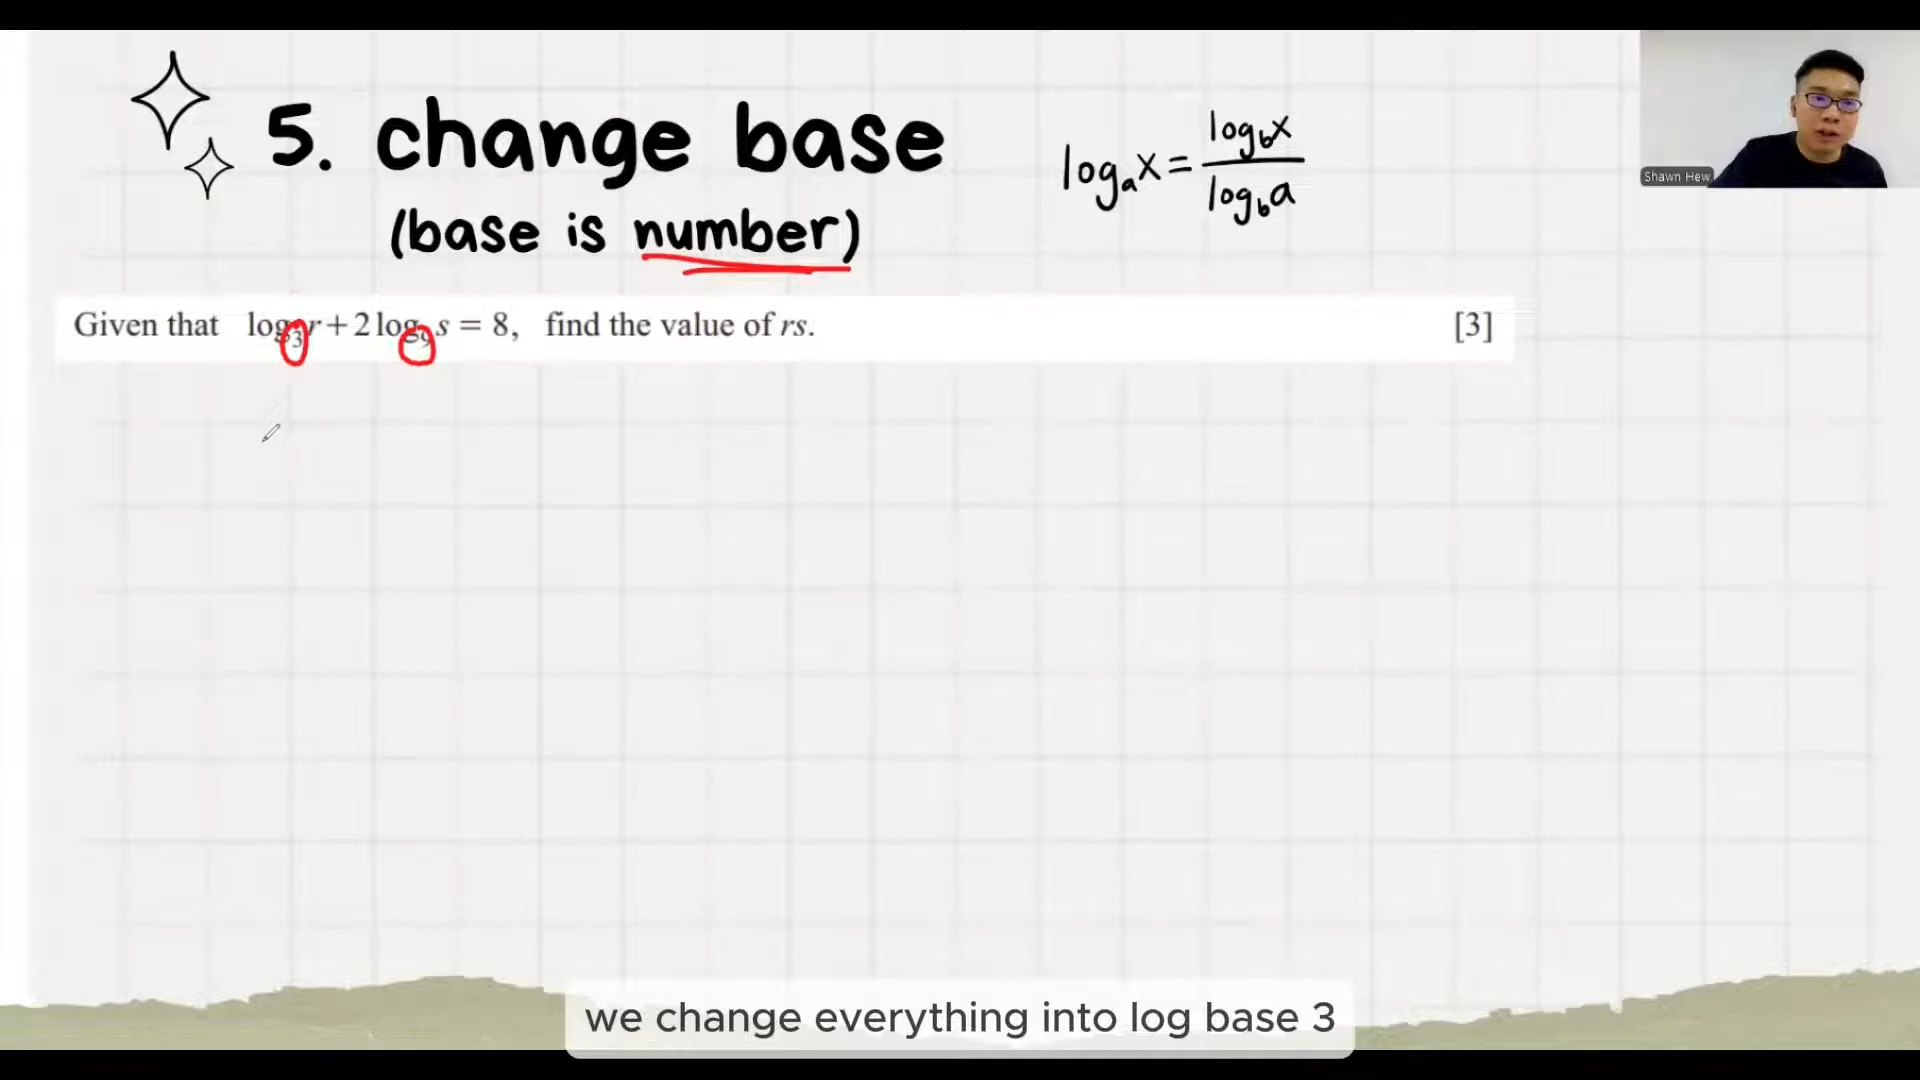 5. change base
(base is number)
logₐx = log_b x / log_b a
Shawn Hew
Given that log₃ r + 2 log₉ s = 8, find the value of rs. [3]
we change everything into log base 3